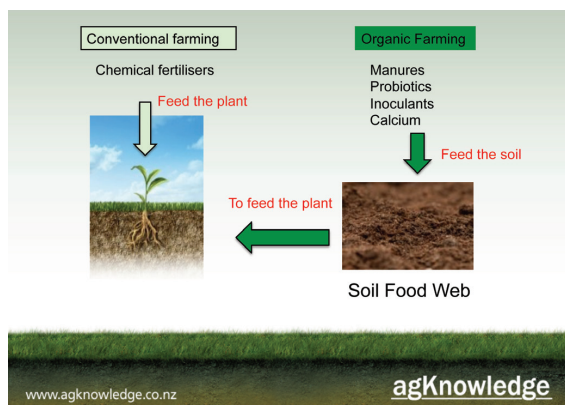 Conventional farming
Chemical fertilisers
Feed the plant
Organic Farming
Manures
Probiotics
Inoculants
Calcium
Feed the soil
To feed the plant
Soil Food Web
www.agknowledge.co.nz
agKnowledge